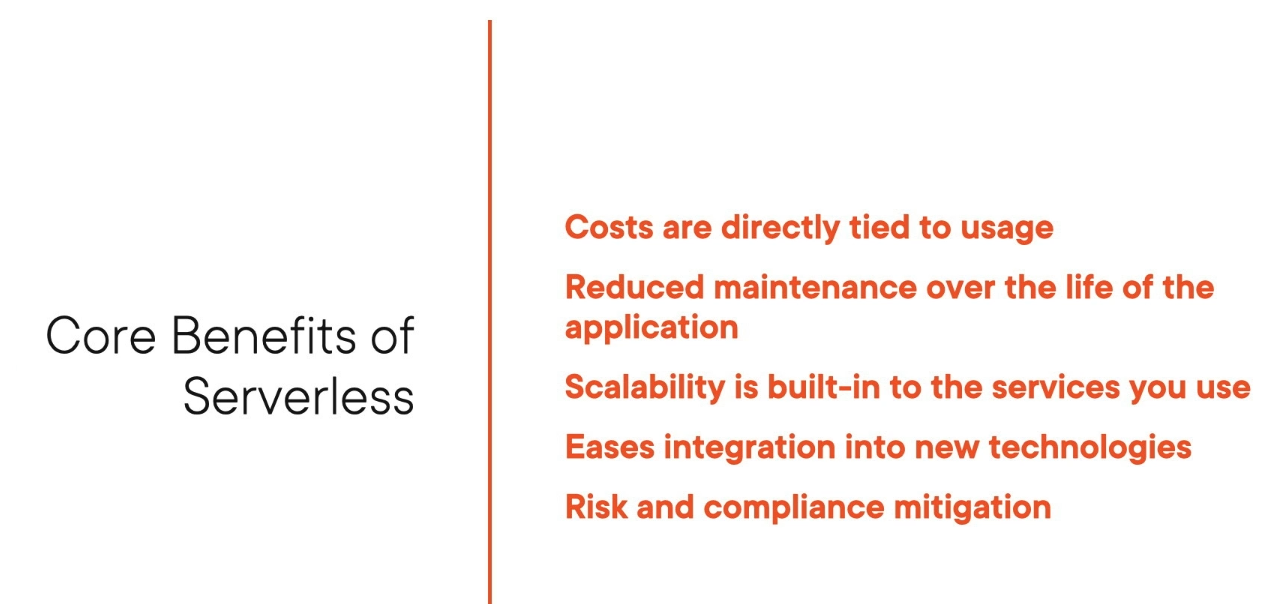 Core Benefits of
Serverless
Costs are directly tied to usage
Reduced maintenance over the life of the
application
Scalability is built-in to the services you use
Eases integration into new technologies
Risk and compliance mitigation